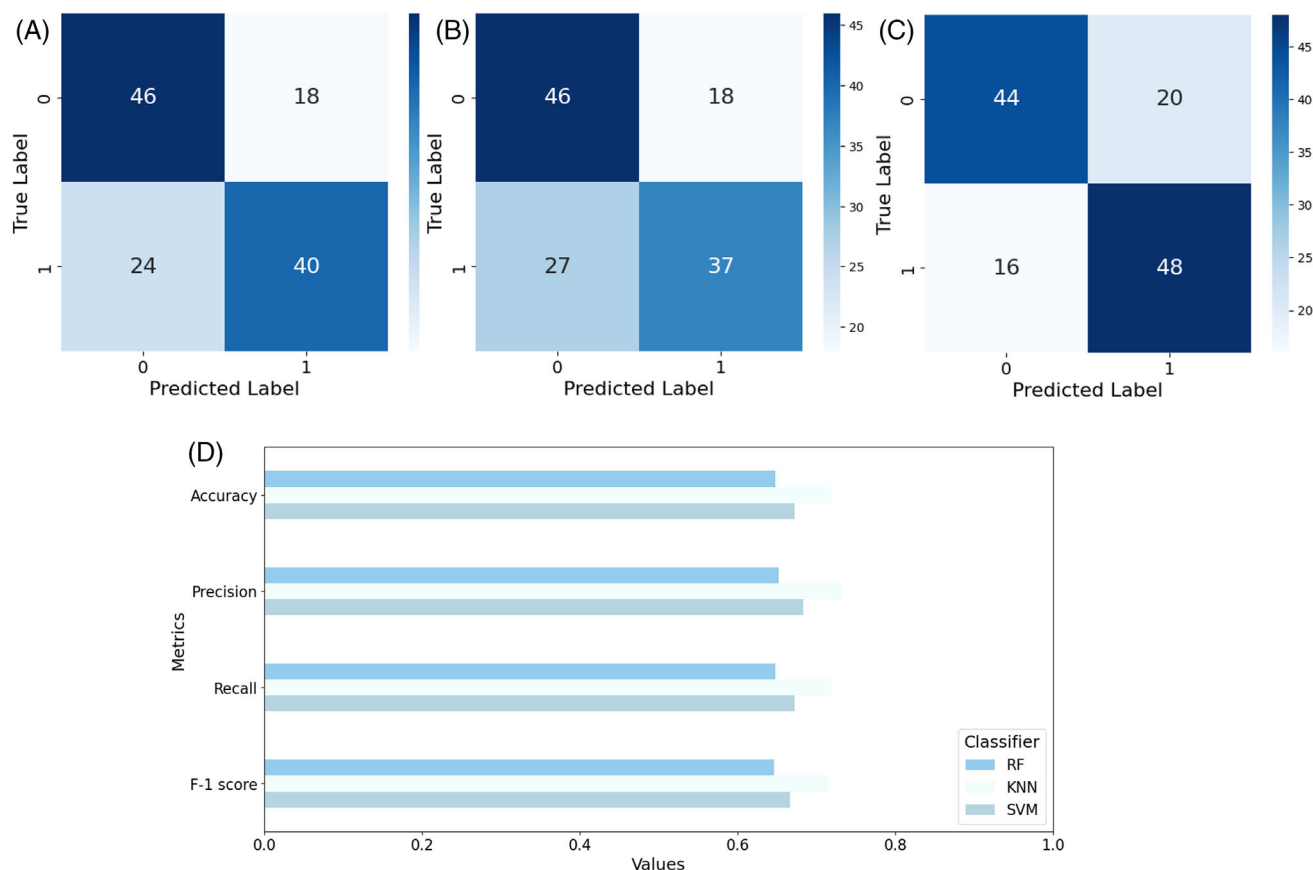 (A)
True Label
0
1
46 18
24 40
0 1
Predicted Label
(B)
True Label
0
1
46 18
27 37
0 1
Predicted Label
45
40
35
30
25
20
(C)
True Label
0
1
44 20
16 48
0 1
Predicted Label
45
40
35
30
25
20
(D)
Metrics
Accuracy
Precision
Recall
F-1 score
Classifier
RF
KNN
SVM
0.0 0.2 0.4 0.6 0.8 1.0
Values